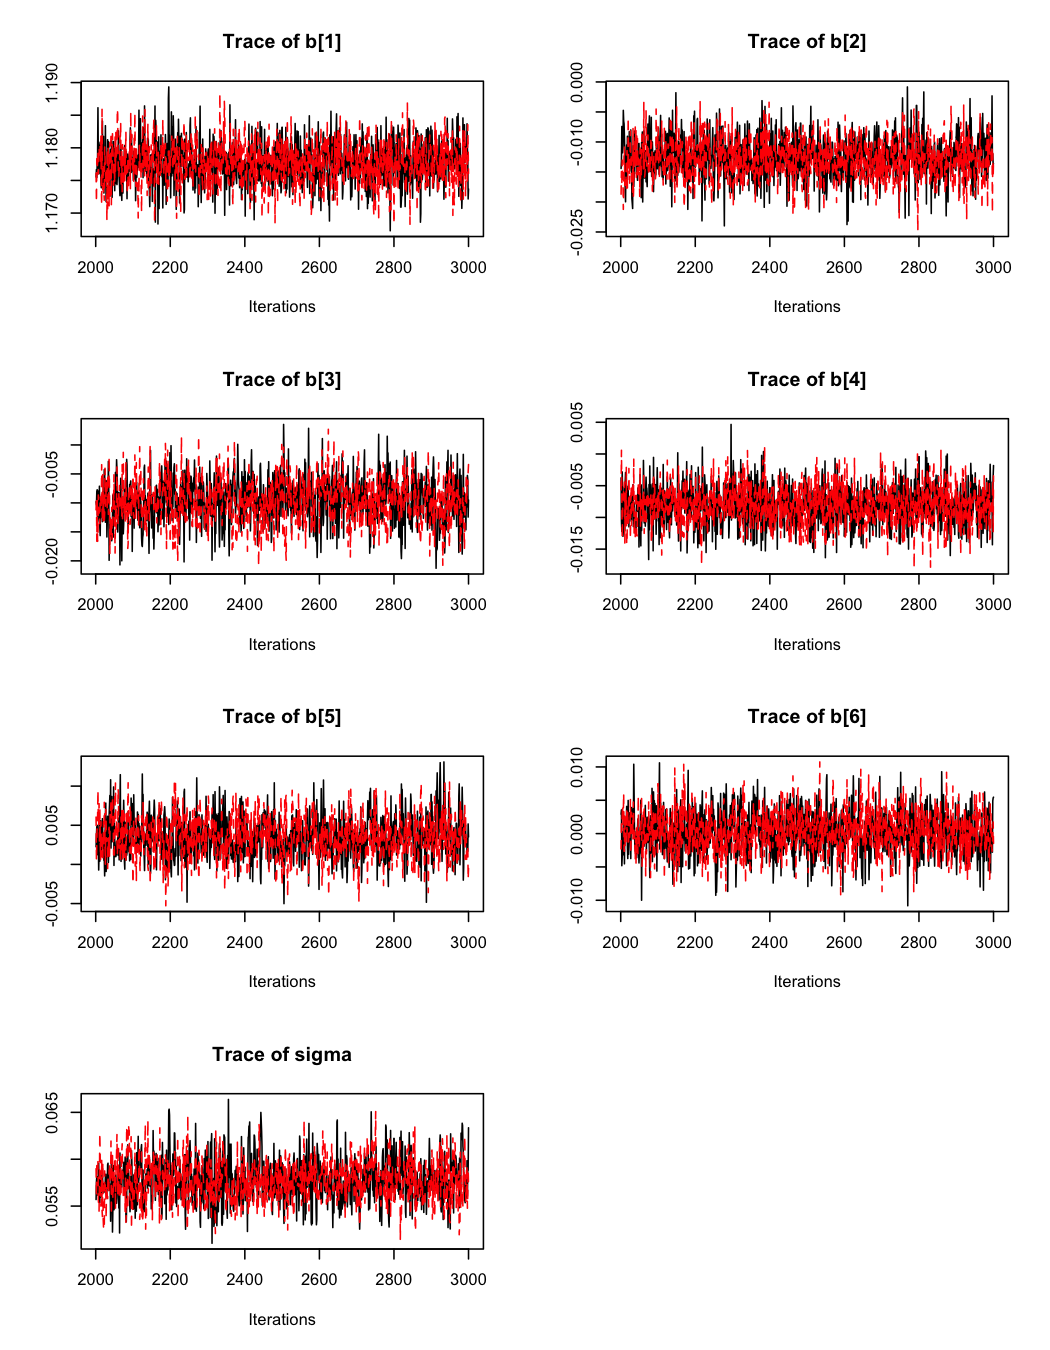 Trace of b[1]
1.190
1.180
1.170
2000 2200 2400 2600 2800 3000
Iterations
Trace of b[2]
0.000
-0.010
-0.025
2000 2200 2400 2600 2800 3000
Iterations
Trace of b[3]
-0.005
-0.020
2000 2200 2400 2600 2800 3000
Iterations
Trace of b[4]
0.005
-0.005
-0.015
2000 2200 2400 2600 2800 3000
Iterations
Trace of b[5]
0.005
-0.005
2000 2200 2400 2600 2800 3000
Iterations
Trace of b[6]
0.010
0.000
-0.010
2000 2200 2400 2600 2800 3000
Iterations
Trace of sigma
0.065
0.055
2000 2200 2400 2600 2800 3000
Iterations